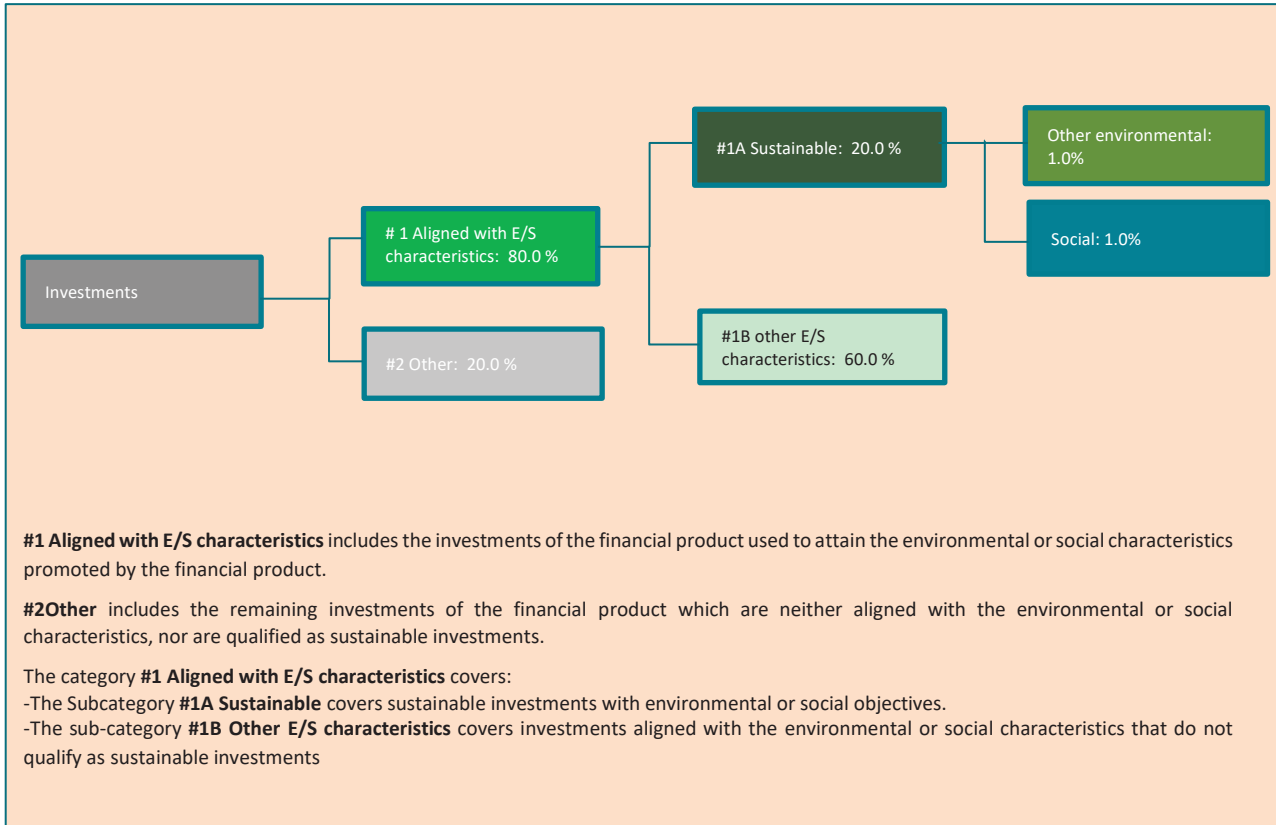 #1A Sustainable: 20.0 %
Other environmental:
1.0%
# 1 Aligned with E/S
characteristics: 80.0 %
Social: 1.0%
Investments
#2 Other: 20.0 %
#1B other E/S
characteristics: 60.0 %
#1 Aligned with E/S characteristics includes the investments of the financial product used to attain the environmental or social characteristics
promoted by the financial product.
#2Other includes the remaining investments of the financial product which are neither aligned with the environmental or social
characteristics, nor are qualified as sustainable investments.
The category #1 Aligned with E/S characteristics covers:
-The Subcategory #1A Sustainable covers sustainable investments with environmental or social objectives.
-The sub-category #1B Other E/S characteristics covers investments aligned with the environmental or social characteristics that do not
qualify as sustainable investments